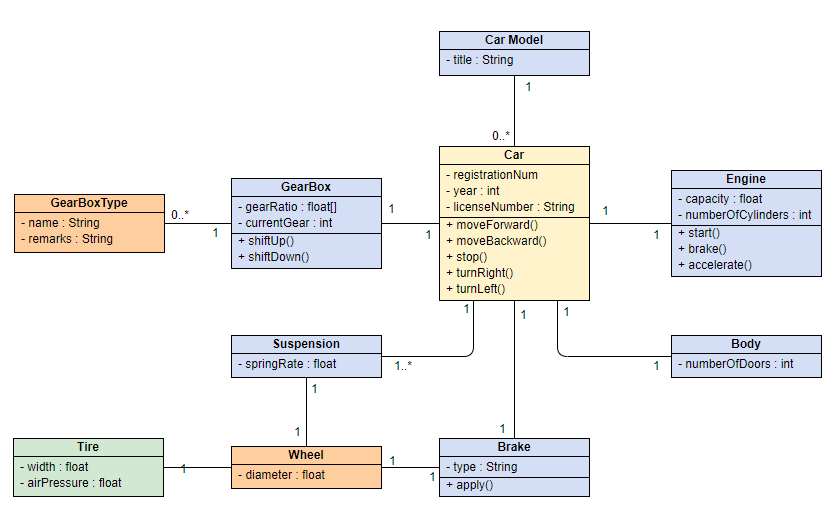 Car Model
- title : String
1
0..*
Car
- registrationNum
- year : int
- licenseNumber : String
+ moveForward()
+ moveBackward()
+ stop()
+ turnRight()
+ turnLeft()
GearBoxType
- name : String
- remarks : String
0..*
1
GearBox
- gearRatio : float[]
- currentGear : int
+ shiftUp()
+ shiftDown()
1
1
1
1
Engine
- capacity : float
- numberOfCylinders : int
+ start()
+ brake()
+ accelerate()
1
1
1
Suspension
- springRate : float
1..*
1
Body
- numberOfDoors : int
1
1
1
Tire
- width : float
- airPressure : float
1
Wheel
- diameter : float
1
1
Brake
- type : String
+ apply()